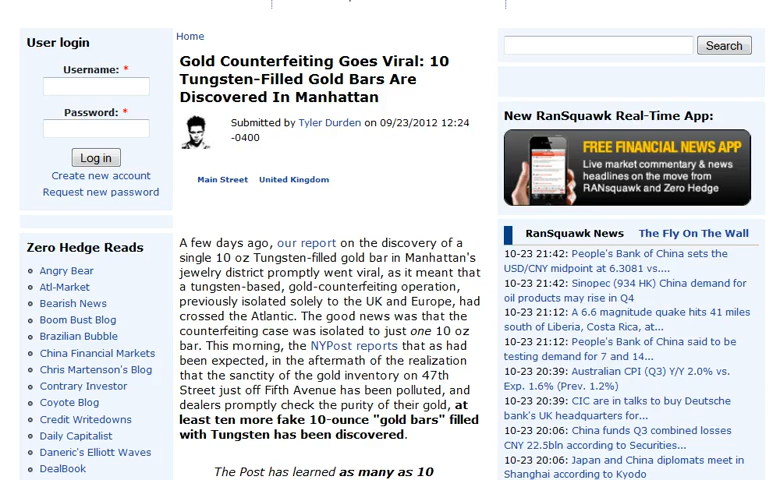 User login
Username: *
Password: *
Log in
Create new account
Request new password
Zero Hedge Reads
Angry Bear
Atl-Market
Bearish News
Boom Bust Blog
Brazilian Bubble
China Financial Markets
Chris Martenson's Blog
Contrary Investor
Coyote Blog
Credit Writedowns
Daily Capitalist
Daneric's Elliott Waves
DealBook
Home
Gold Counterfeiting Goes Viral: 10
Tungsten-Filled Gold Bars Are
Discovered In Manhattan
Submitted by Tyler Durden on 09/23/2012 12:24
-0400
Main Street United Kingdom
A few days ago, our report on the discovery of a
single 10 oz Tungsten-filled gold bar in Manhattan's
jewelry district promptly went viral, as it meant that
a tungsten-based, gold-counterfeiting operation,
previously isolated solely to the UK and Europe, had
crossed the Atlantic. The good news was that the
counterfeiting case was isolated to just one 10 oz
bar. This morning, the NYPost reports that as had
been expected, in the aftermath of the realization
that the sanctity of the gold inventory on 47th
Street just off Fifth Avenue has been polluted, and
dealers promptly check the purity of their gold, at
least ten more fake 10-ounce "gold bars" filled
with Tungsten has been discovered.
The Post has learned as many as 10
Search
New RanSquawk Real-Time App:
FREE FINANCIAL NEWS APP
Live market commentary & news
headlines on the move from
RANsquawk and Zero Hedge
RanSquawk News The Fly On The Wall
10-23 21:42: People's Bank of China sets the
USD/CNY midpoint at 6.3081 vs....
10-23 21:42: Sinopec (934 HK) China demand for
oil products may rise in Q4
10-23 21:12: A 6.6 magnitude quake hits 41 miles
south of Liberia, Costa Rica, at...
10-23 21:12: People's Bank of China said to be
testing demand for 7 and 14...
10-23 20:39: Australian CPI (Q3) Y/Y 2.0% vs.
Exp. 1.6% (Prev. 1.2%)
10-23 20:39: CIC are in talks to buy Deutsche
bank's UK headquarters for...
10-23 20:06: China funds Q3 combined losses
CNY 22.5bln according to Securities...
10-23 20:06: Japan and China diplomats meet in
Shanghai according to Kyodo